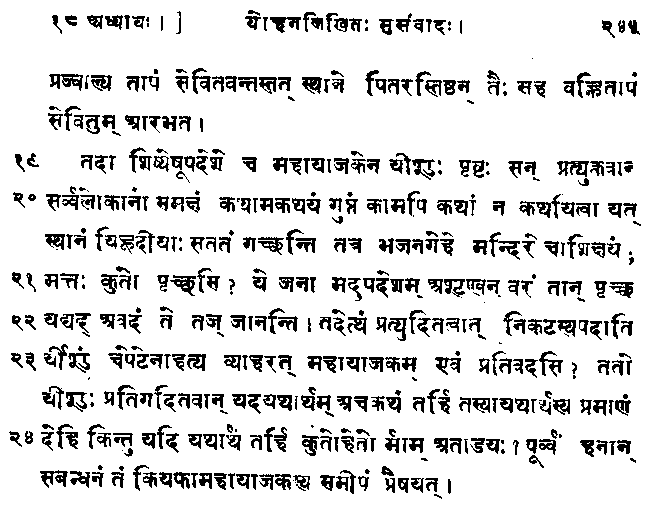 १८ अध्यायः। ] योहनलिखितः सुसंवादः। २४५
प्रज्वाल्य तापं सेवितवन्तस्तत् स्थाने पितरस्तिष्ठन् तैः सह वह्नितापं
सेवितुम् आरभत।
१९ तदा शिष्येषूपदेशे च महायाजकेन यीशुः पृष्टः सन् प्रत्युक्तवान्
२० सर्व्वलोकानां समक्षं कथामकथयं गुप्तं कामपि कथां न कथयित्वा यत्
स्थानं यिहूदीयाः सततं गच्छन्ति तत्र भजनगेहे मन्दिरे चाशिक्षयं;
२१ मत्तः कुतो पृच्छसि? ये जना मदुपदेशम् अशृण्वन् वरं तान् पृच्छ
२२ यद्यद् अवदं ते तज् जानन्ति। तदेत्थं प्रत्युदितत्वात् निकटस्थपदाति
२३ र्यीशुं चपेटेनाहत्य व्याहरत् महायाजकम् एवं प्रतिवदसि? ततो
यीशुः प्रतिगदितवान् यद्ययथार्थम् अचकथं तर्हि तस्यायथार्थस्य प्रमाणं
२४ देहि किन्तु यदि यथार्थं तर्हि कुतोहेतो र्माम् अताडयः? पूर्व्वं हनान्
सबन्धनं तं कियफामहायाजकस्य समीपं प्रैषयत्।